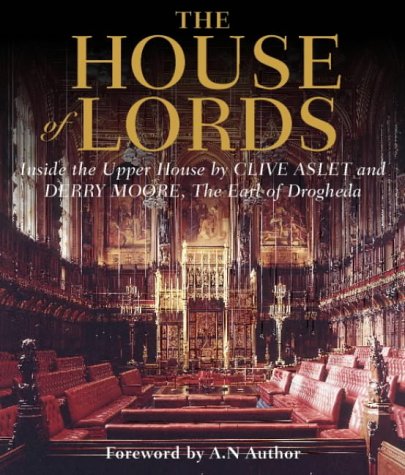 THE
HOUSE
of LORDS
Inside the Upper House by CLIVE ASLET and
DERRY MOORE, The Earl of Drogheda
Foreword by A.N Author